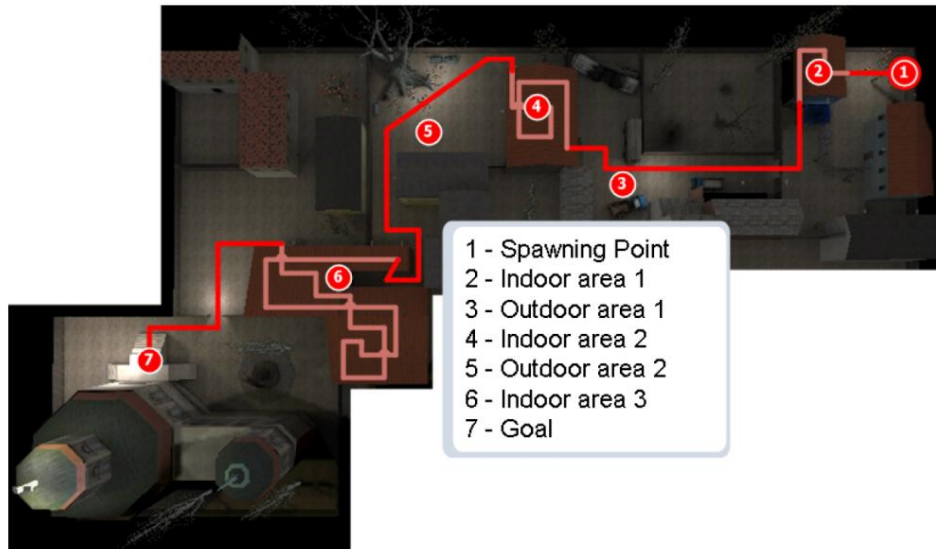 1
2
3
4
5
6
7
1 - Spawning Point
2 - Indoor area 1
3 - Outdoor area 1
4 - Indoor area 2
5 - Outdoor area 2
6 - Indoor area 3
7 - Goal